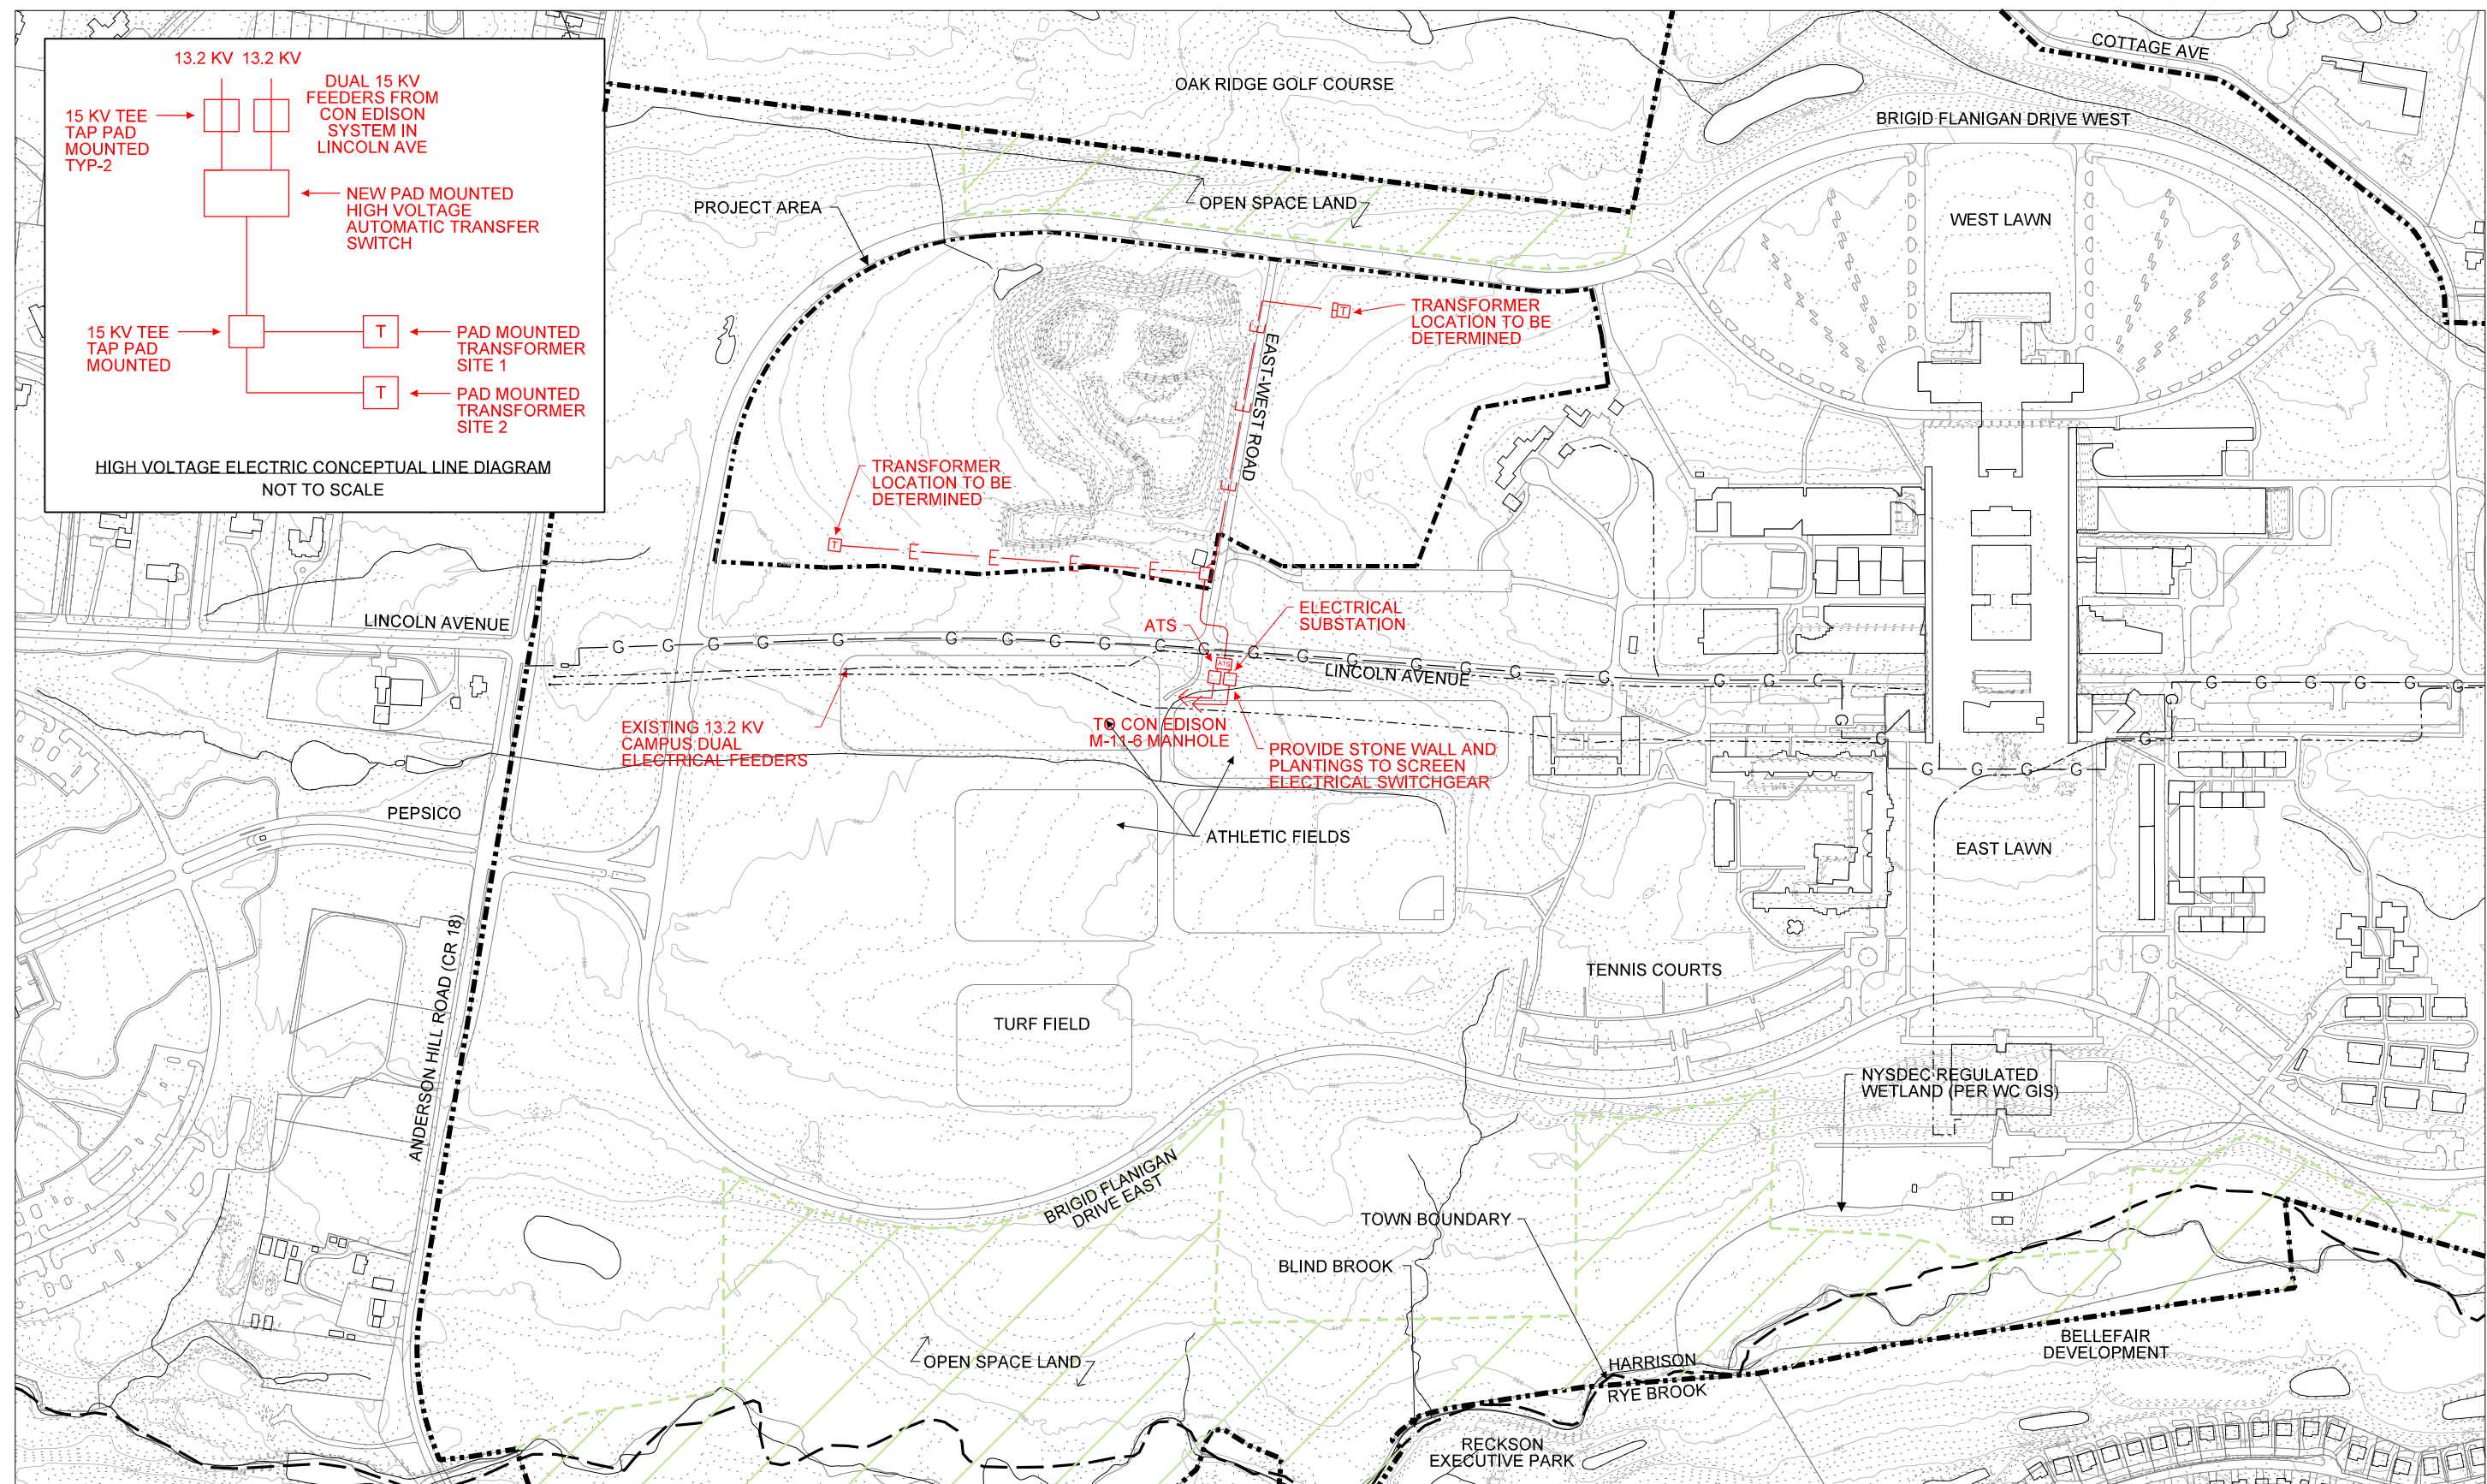 13.2 KV 13.2 KV
DUAL 15 KV
FEEDERS FROM
CON EDISON
SYSTEM IN
LINCOLN AVE
15 KV TEE
TAP PAD
MOUNTED
TYP-2
NEW PAD MOUNTED
HIGH VOLTAGE
AUTOMATIC TRANSFER
SWITCH
15 KV TEE
TAP PAD
MOUNTED
T
PAD MOUNTED
TRANSFORMER
SITE 1
T
PAD MOUNTED
TRANSFORMER
SITE 2
HIGH VOLTAGE ELECTRIC CONCEPTUAL LINE DIAGRAM
NOT TO SCALE
OAK RIDGE GOLF COURSE
COTTAGE AVE
BRIGID FLANIGAN DRIVE WEST
PROJECT AREA
OPEN SPACE LAND
WEST LAWN
T
TRANSFORMER
LOCATION TO BE
DETERMINED
EAST-WEST ROAD
E
E
E
TRANSFORMER
LOCATION TO BE
DETERMINED
T
E
E
E
E
LINCOLN AVENUE
ATS
ELECTRICAL
SUBSTATION
G G G G G G G G G G G G G G G G G G G G G
ATS
LINCOLN AVENUE
G G G G G G
G G G
G
G G G G
EXISTING 13.2 KV
CAMPUS DUAL
ELECTRICAL FEEDERS
TO CON EDISON
M-11-6 MANHOLE
PROVIDE STONE WALL AND
PLANTINGS TO SCREEN
ELECTRICAL SWITCHGEAR
PEPSICO
ATHLETIC FIELDS
EAST LAWN
ANDERSON HILL ROAD (CR 18)
TENNIS COURTS
TURF FIELD
NYSDEC REGULATED
WETLAND (PER WC GIS)
BRIGID FLANIGAN
DRIVE EAST
TOWN BOUNDARY
BLIND BROOK
OPEN SPACE LAND
HARRISON
RYE BROOK
BELLEFAIR
DEVELOPMENT
RECKSON
EXECUTIVE PARK